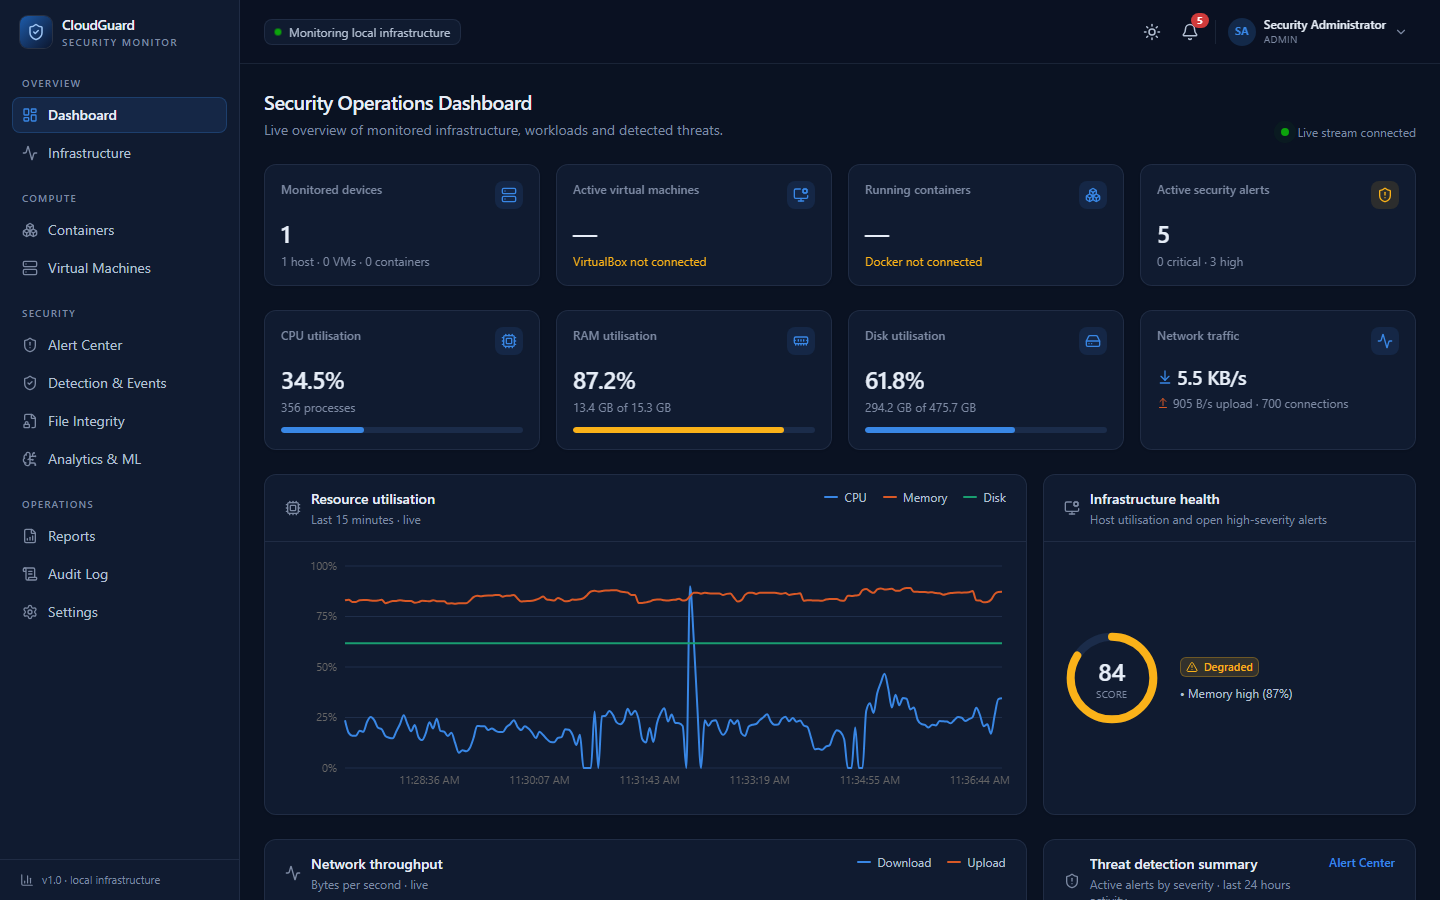 CloudGuard
SECURITY MONITOR
OVERVIEW
Dashboard
Infrastructure
COMPUTE
Containers
Virtual Machines
SECURITY
Alert Center
Detection & Events
File Integrity
Analytics & ML
OPERATIONS
Reports
Audit Log
Settings
v1.0 · local infrastructure
Monitoring local infrastructure
5
SA
Security Administrator
ADMIN
Security Operations Dashboard
Live overview of monitored infrastructure, workloads and detected threats.
Live stream connected
Monitored devices
1
1 host · 0 VMs · 0 containers
Active virtual machines
—
VirtualBox not connected
Running containers
—
Docker not connected
Active security alerts
5
0 critical · 3 high
CPU utilisation
34.5%
356 processes
RAM utilisation
87.2%
13.4 GB of 15.3 GB
Disk utilisation
61.8%
294.2 GB of 475.7 GB
Network traffic
5.5 KB/s
905 B/s upload · 700 connections
Resource utilisation
Last 15 minutes · live
CPU Memory Disk
100%
75%
50%
25%
0%
11:28:36 AM 11:30:07 AM 11:31:43 AM 11:33:19 AM 11:34:55 AM 11:36:44 AM
Infrastructure health
Host utilisation and open high-severity alerts
84
SCORE
Degraded
• Memory high (87%)
Network throughput
Bytes per second · live
Download Upload
Threat detection summary
Alert Center
Active alerts by severity · last 24 hours